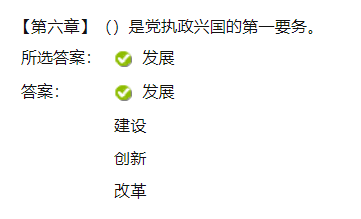 【第六章】（）是党执政兴国的第一要务。
所选答案： 发展
答案： 发展
建设
创新
改革